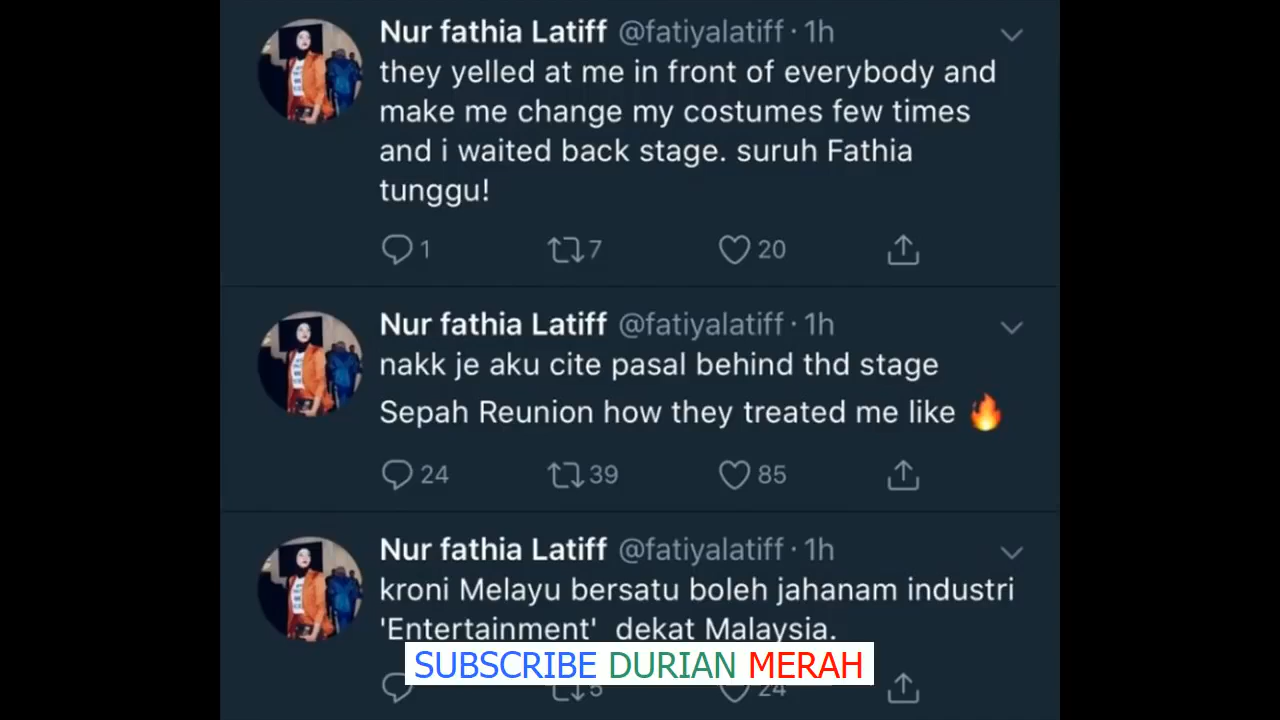 Nur fathia Latiff @fatiyalatiff · 1h
they yelled at me in front of everybody and
make me change my costumes few times
and i waited back stage. suruh Fathia
tunggu!
1 7 20
Nur fathia Latiff @fatiyalatiff · 1h
nakk je aku cite pasal behind thd stage
Sepah Reunion how they treated me like 🔥
24 39 85
Nur fathia Latiff @fatiyalatiff · 1h
kroni Melayu bersatu boleh jahanam industri
'Entertainment' dekat Malaysia.
SUBSCRIBE DURIAN MERAH
5 24